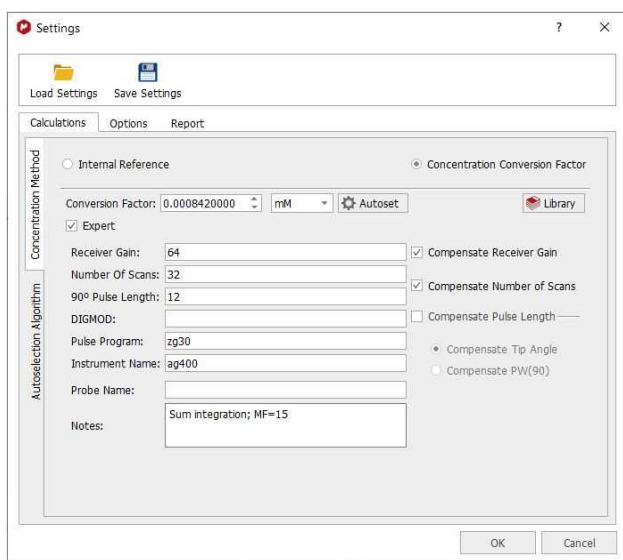 Settings
?
Load Settings Save Settings
Calculations Options Report
Concentration Method
Autoselection Algorithm
Internal Reference Concentration Conversion Factor
Conversion Factor: 0.0008420000 mM Autoset Library
Expert
Receiver Gain: 64 Compensate Receiver Gain
Number Of Scans: 32 Compensate Number of Scans
90º Pulse Length: 12
DIGMOD: Compensate Pulse Length
Pulse Program: zg30 Compensate Tip Angle
Instrument Name: ag400 Compensate PW(90)
Probe Name:
Notes: Sum integration; MF=15
OK Cancel